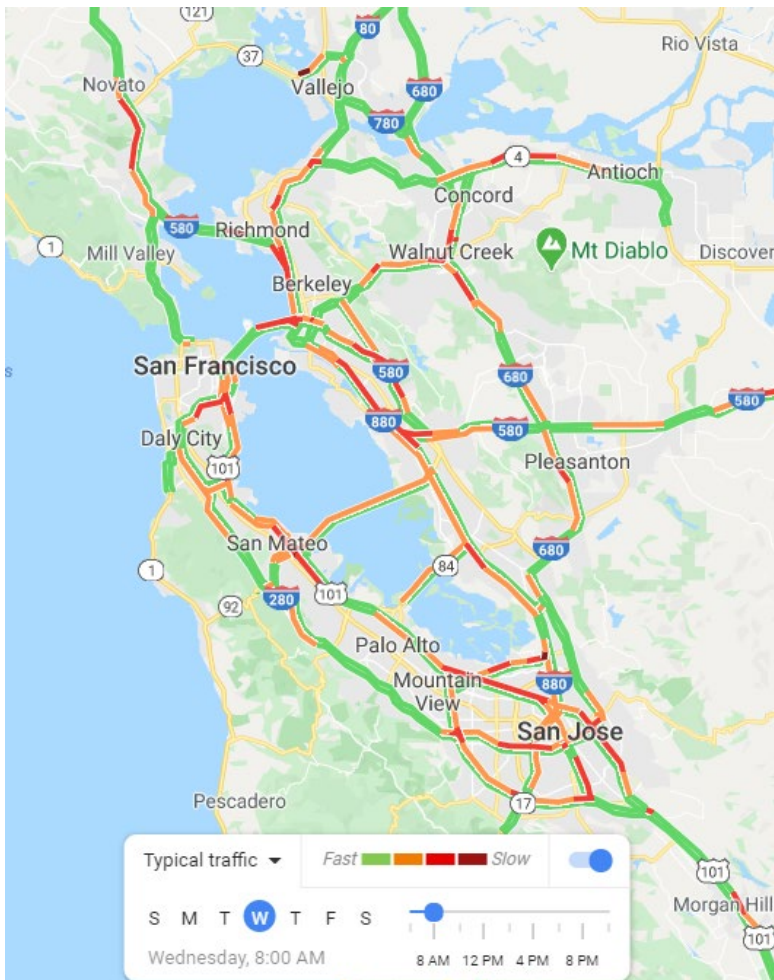 121
80
37
Rio Vista
Novato
Vallejo
680
780
4
Antioch
Concord
1
580
Richmond
Mill Valley
Walnut Creek
Mt Diablo
Discover
Berkeley
San Francisco
580
680
580
880
580
Daly City
Pleasanton
101
San Mateo
680
84
1
92
280
101
Palo Alto
Mountain
View
880
San Jose
Pescadero
17
101
Morgan Hill
101
Typical traffic
Fast
Slow
S M T W T F S
8 AM 12 PM 4 PM 8 PM
Wednesday, 8:00 AM